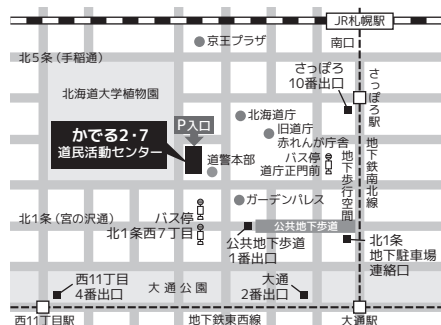 JR札幌駅
京王プラザ
南口
北5条(手稲通)
さっぽろ
10番出口
さっぽろ駅
北海道大学植物園
P入口
北海道庁
旧道庁
赤れんが庁舎
かでる2・7
道民活動センター
道警本部
バス停
道庁正門前
地下歩行空間
地下鉄南北線
ガーデンパレス
北1条(宮の沢通)
バス停
北1条西7丁目
公共地下歩道
公共地下歩道
1番出口
北1条
地下駐車場
連絡口
西11丁目
4番出口
大通公園
大通
2番出口
西11丁目駅
地下鉄東西線
大通駅